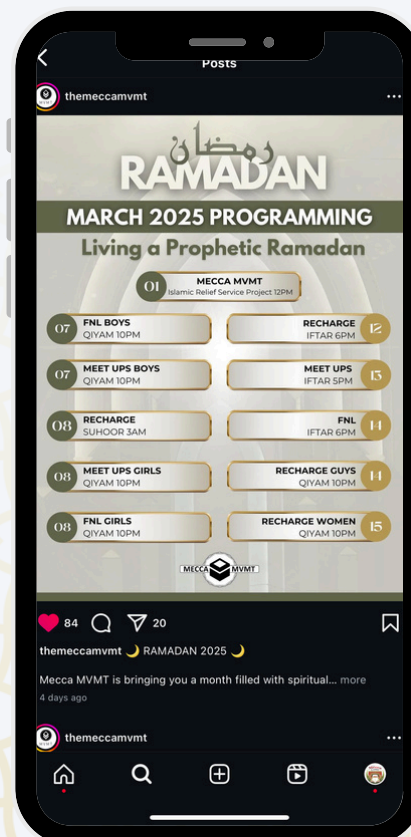 Posts
themeccamvmt
رمضان
RAMADAN
MARCH 2025 PROGRAMMING
Living a Prophetic Ramadan
01
MECCA MVMT
Islamic Relief Service Project 12PM
07
FNL BOYS
QIYAM 10PM
RECHARGE
IFTAR 6PM
12
07
MEET UPS BOYS
QIYAM 10PM
MEET UPS
IFTAR 5PM
13
08
RECHARGE
SUHOOR 3AM
FNL
IFTAR 6PM
14
08
MEET UPS GIRLS
QIYAM 10PM
RECHARGE GUYS
QIYAM 10PM
14
08
FNL GIRLS
QIYAM 10PM
RECHARGE WOMEN
QIYAM 10PM
15
MECCA MVMT
84 20
themeccamvmt 🌙 RAMADAN 2025 🌙
Mecca MVMT is bringing you a month filled with spiritual... more
4 days ago
themeccamvmt